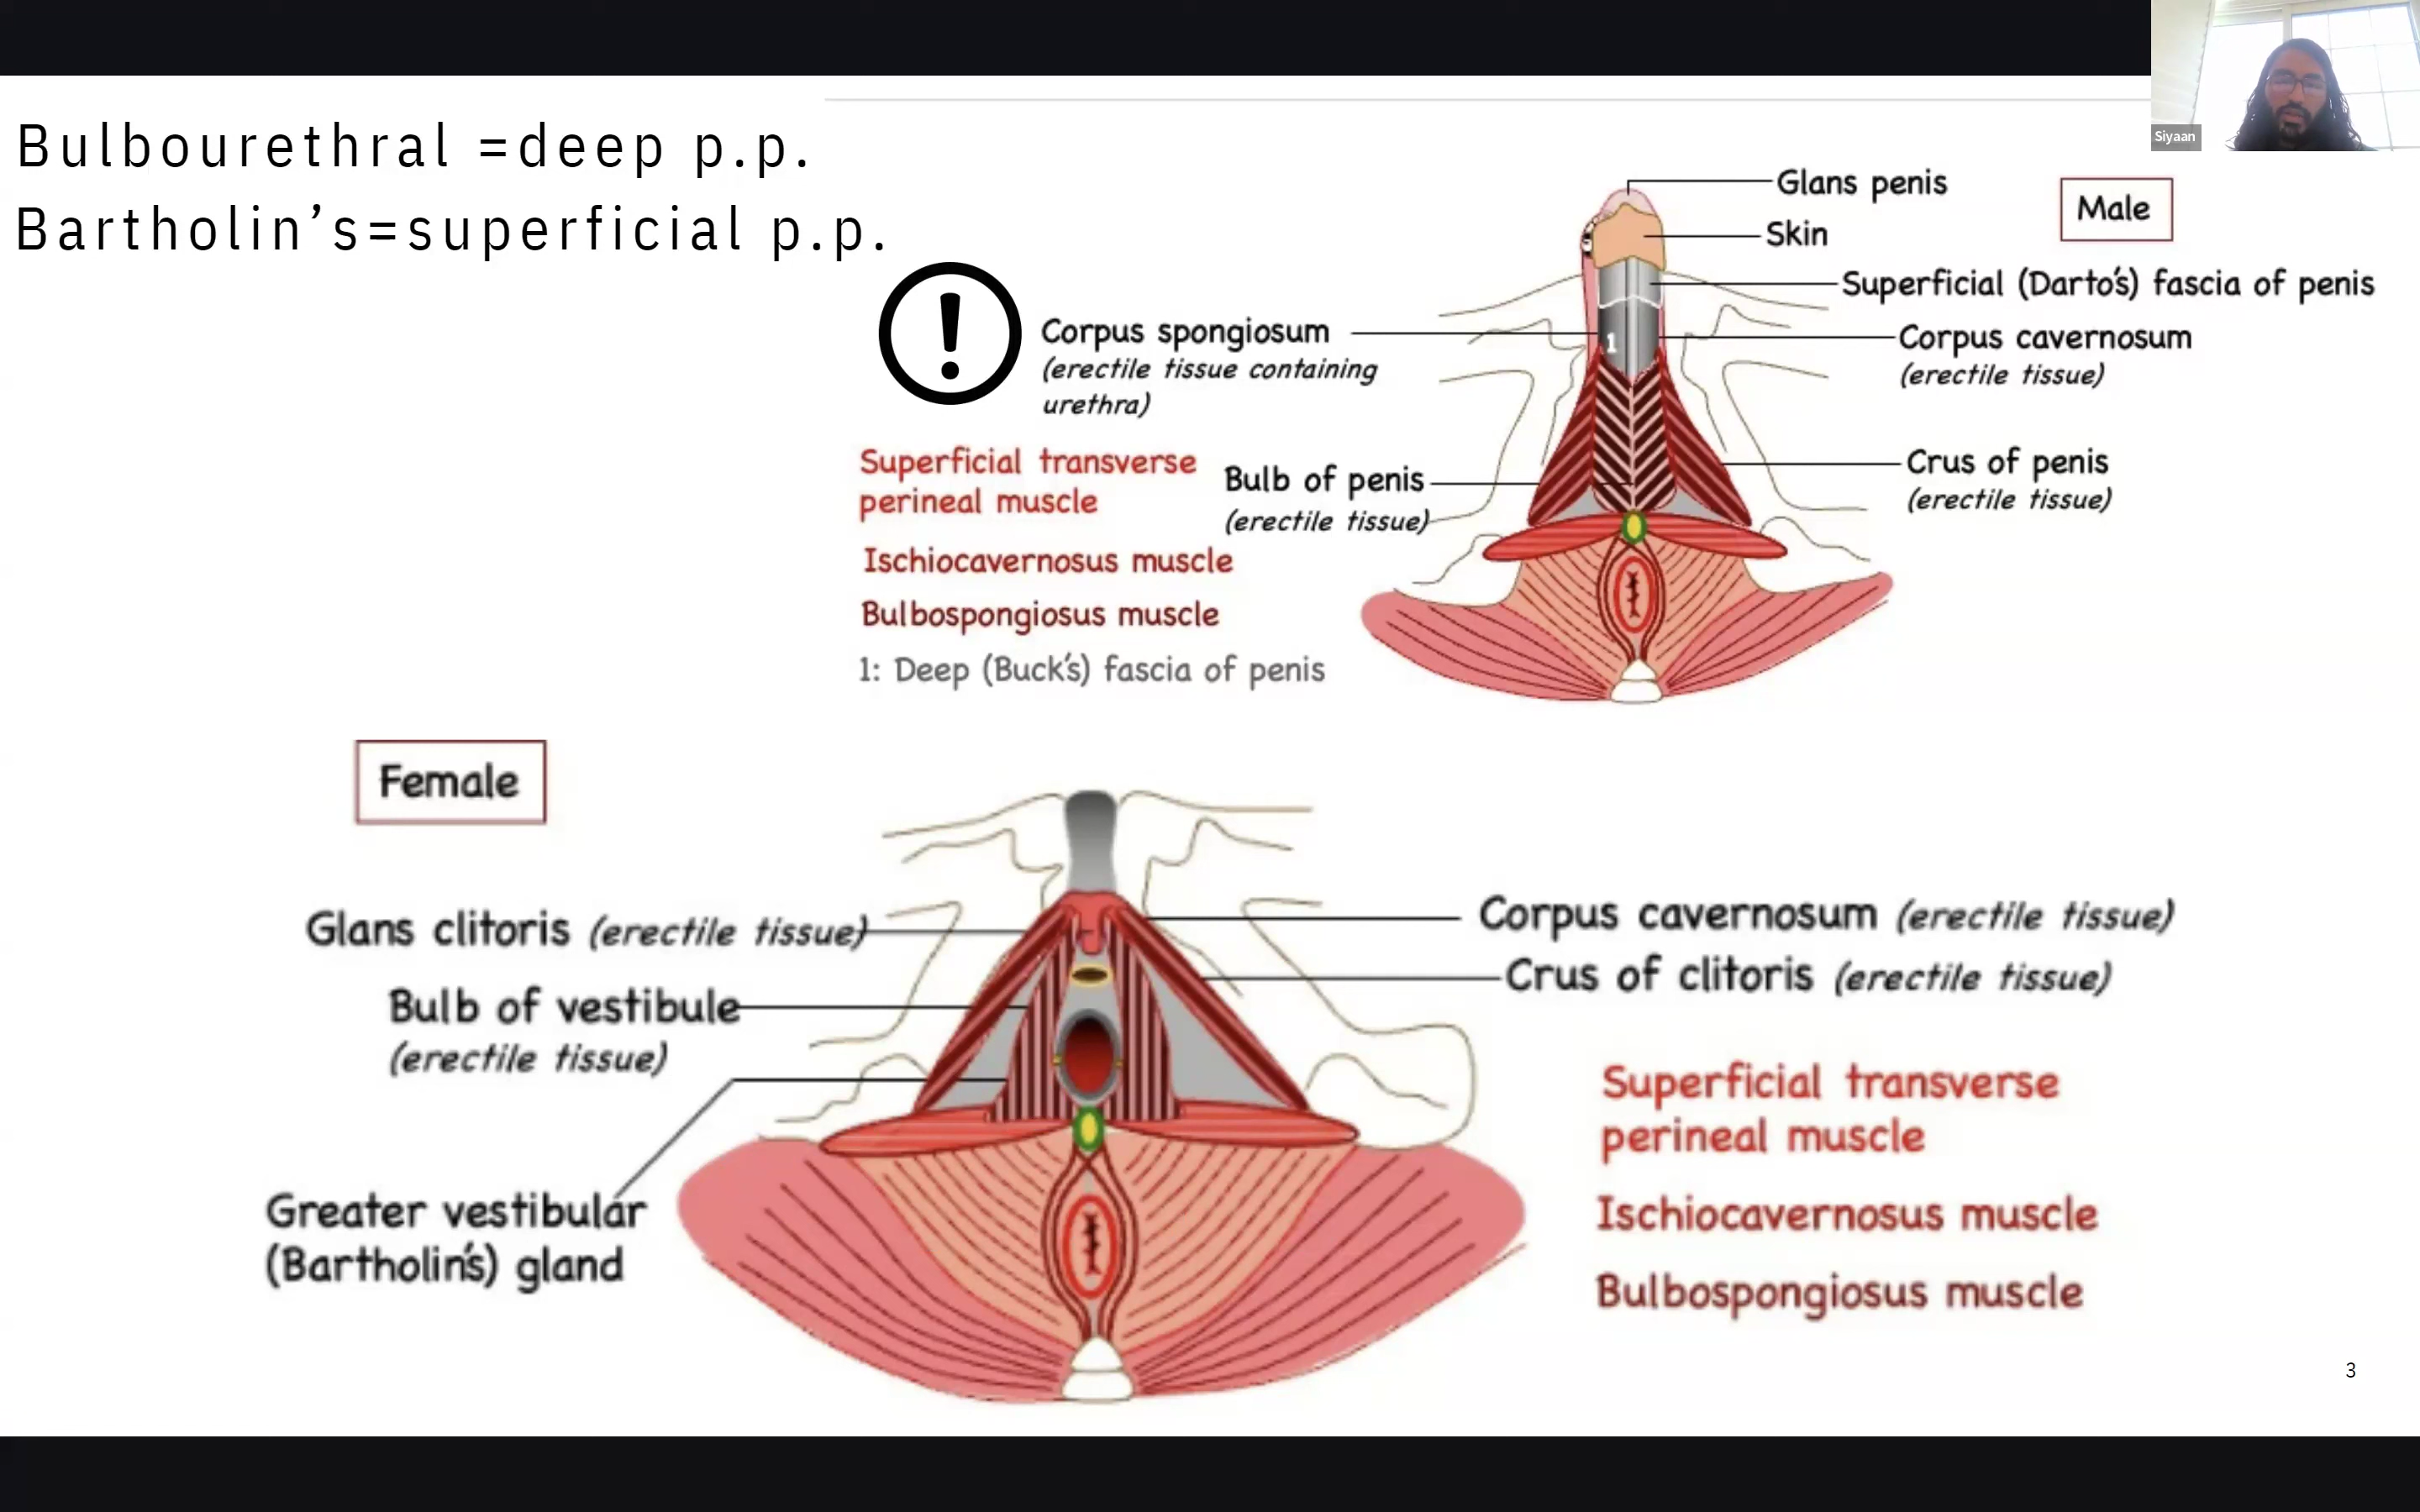 Siyaan
Bulbourethral =deep p.p.
Bartholin’s=superficial p.p.
Glans penis
Male
Skin
Superficial (Darto's) fascia of penis
Corpus spongiosum
(erectile tissue containing
urethra)
1
Corpus cavernosum
(erectile tissue)
Superficial transverse
perineal muscle
Bulb of penis
(erectile tissue)
Crus of penis
(erectile tissue)
Ischiocavernosus muscle
Bulbospongiosus muscle
1: Deep (Buck's) fascia of penis
Female
Glans clitoris (erectile tissue)
Corpus cavernosum (erectile tissue)
Crus of clitoris (erectile tissue)
Bulb of vestibule
(erectile tissue)
Greater vestibular
(Bartholin's) gland
Superficial transverse
perineal muscle
Ischiocavernosus muscle
Bulbospongiosus muscle
3